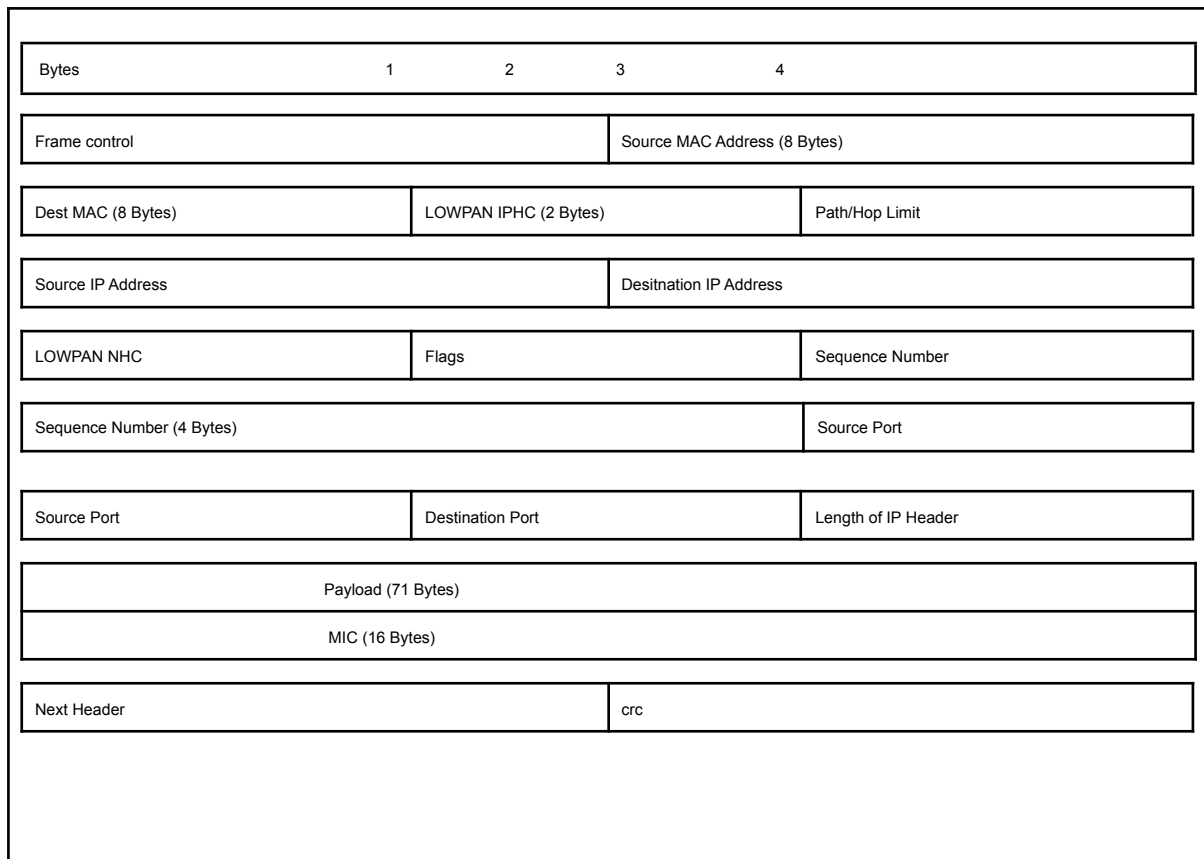 Bytes 1 2 3 4
Frame control Source MAC Address (8 Bytes)
Dest MAC (8 Bytes) LOWPAN IPHC (2 Bytes) Path/Hop Limit
Source IP Address Desitnation IP Address
LOWPAN NHC Flags Sequence Number
Sequence Number (4 Bytes) Source Port
Source Port Destination Port Length of IP Header
Payload (71 Bytes)
MIC (16 Bytes)
Next Header crc